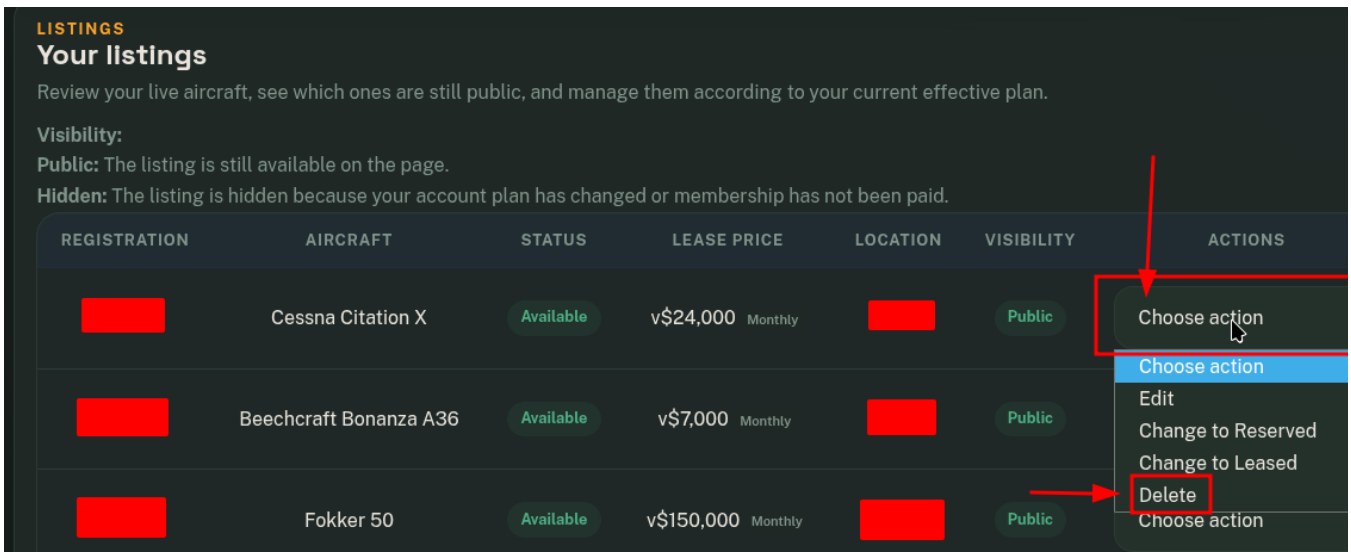 LISTINGS
Your listings
Review your live aircraft, see which ones are still public, and manage them according to your current effective plan.
Visibility:
Public: The listing is still available on the page.
Hidden: The listing is hidden because your account plan has changed or membership has not been paid.
REGISTRATION AIRCRAFT STATUS LEASE PRICE LOCATION VISIBILITY ACTIONS
Cessna Citation X Available v$24,000 Monthly Public Choose action
Choose action
Edit
Beechcraft Bonanza A36 Available v$7,000 Monthly Public
Change to Reserved
Change to Leased
Delete
Fokker 50 Available v$150,000 Monthly Public Choose action